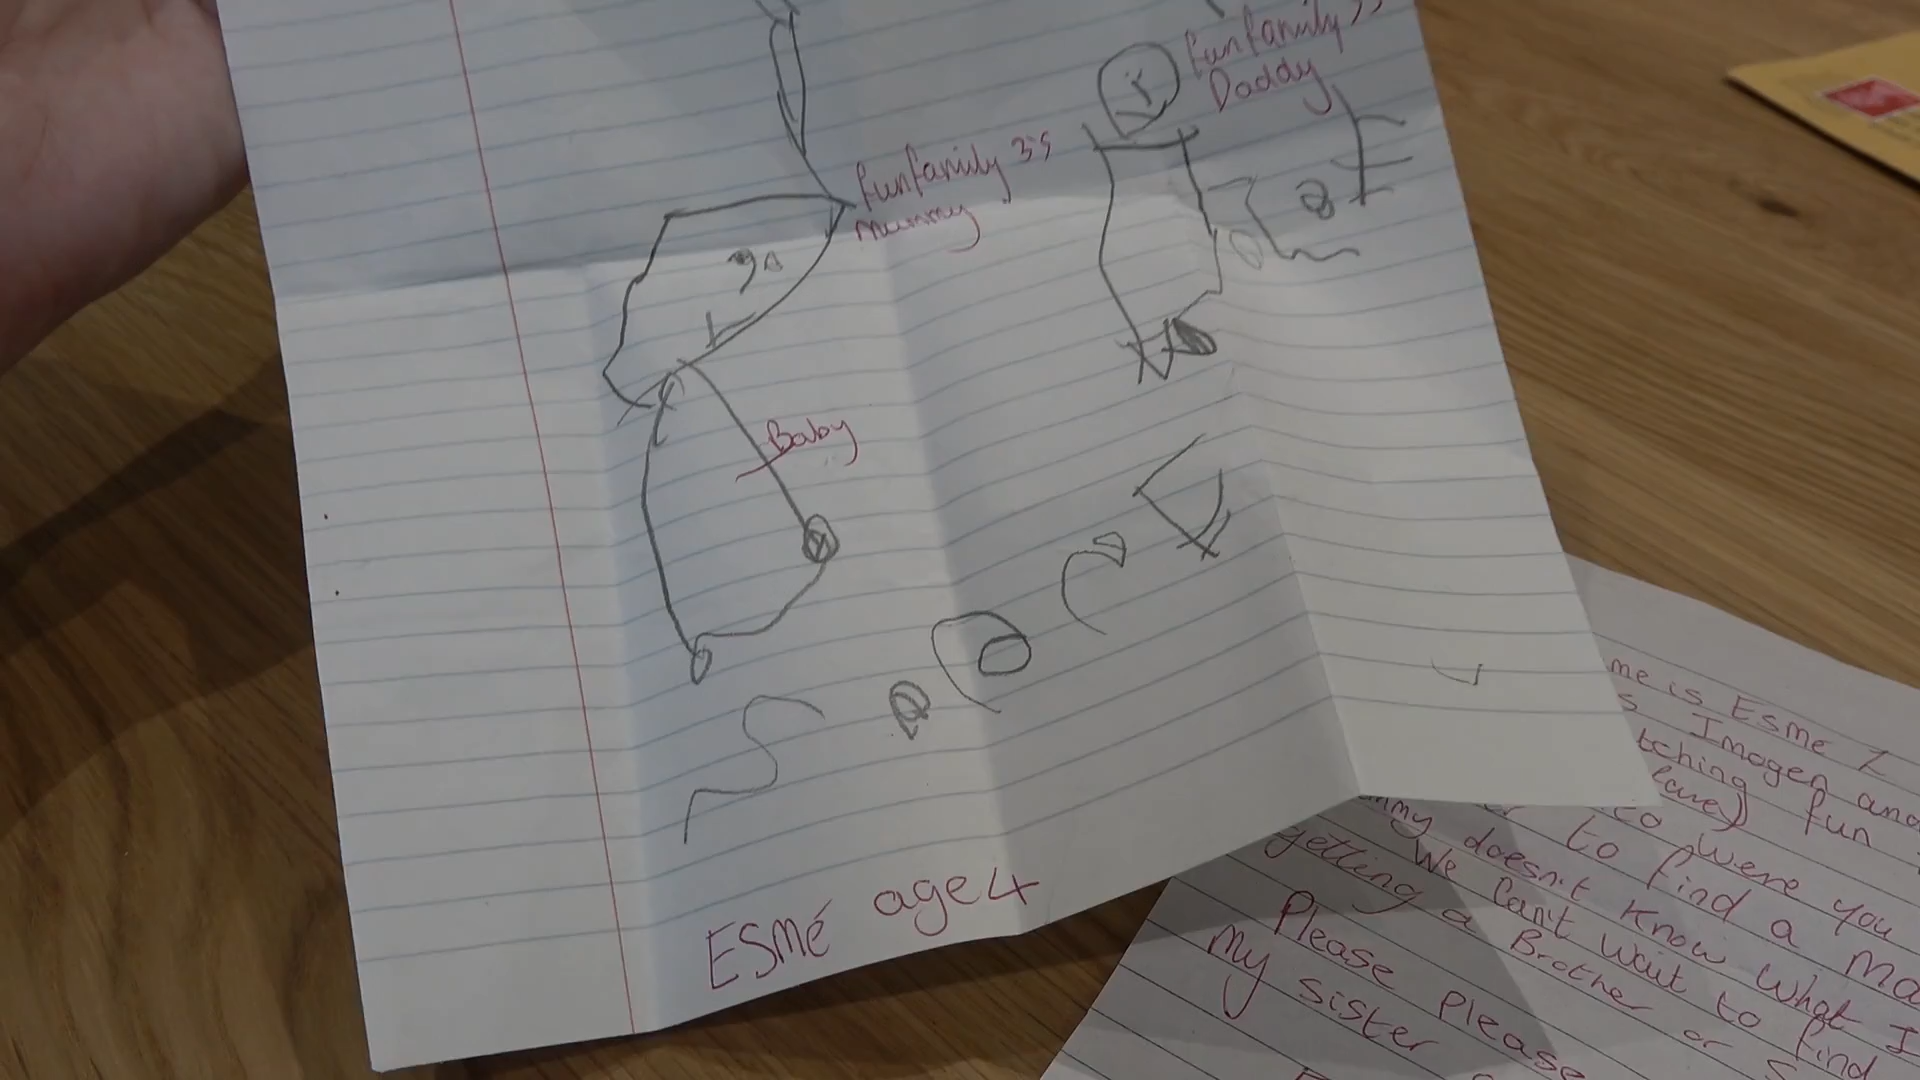 funfamily 3's
Daddy
funfamily 3's
mummy
Baby
ESMé age 4
me is Esme I
s Imogen and
tching fun
lare)
to were you
to find a Ma
my doesn't know what I
We Can't wait to find
getting a Brother or S
Please Please
My sister